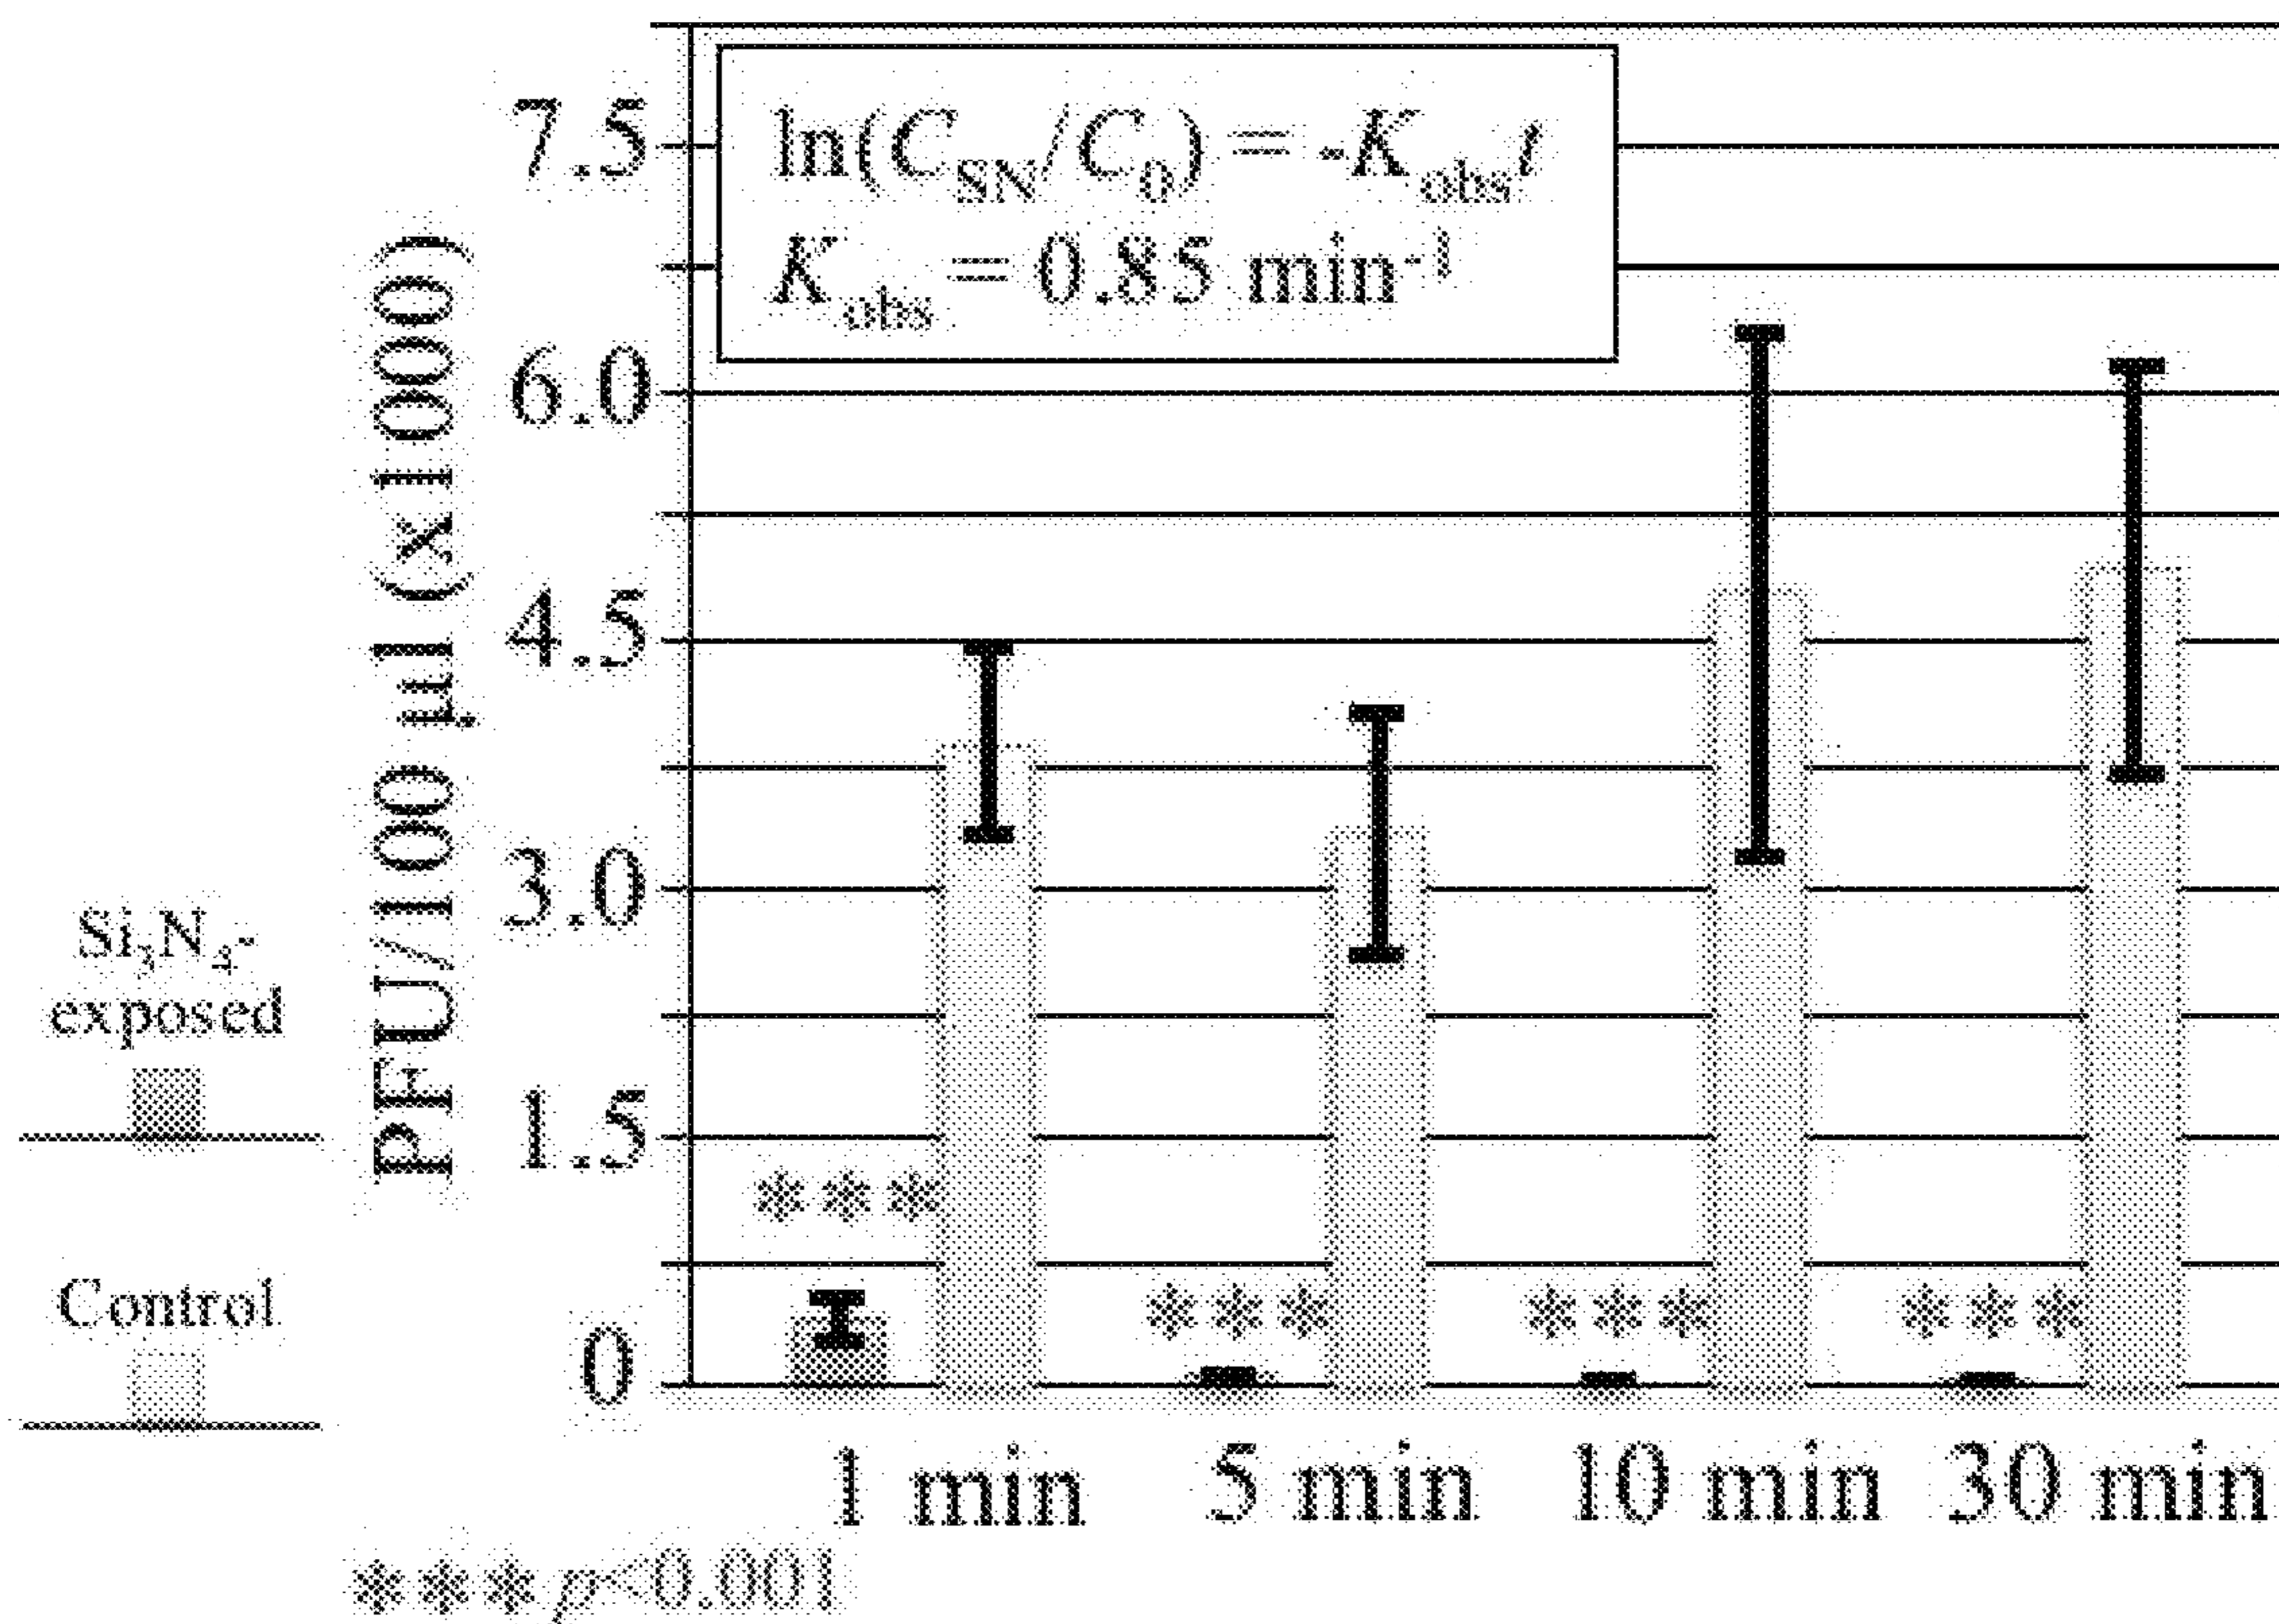 ln(C_SN/C_0) = -K_obs t
K_obs = 0.85 min⁻¹
PFU/100 µl (x1000)
7.5
6.0
4.5
3.0
1.5
0
Si₃N₄-
exposed
Control
***
***
***
***
1 min
5 min
10 min
30 min
***p<0.001